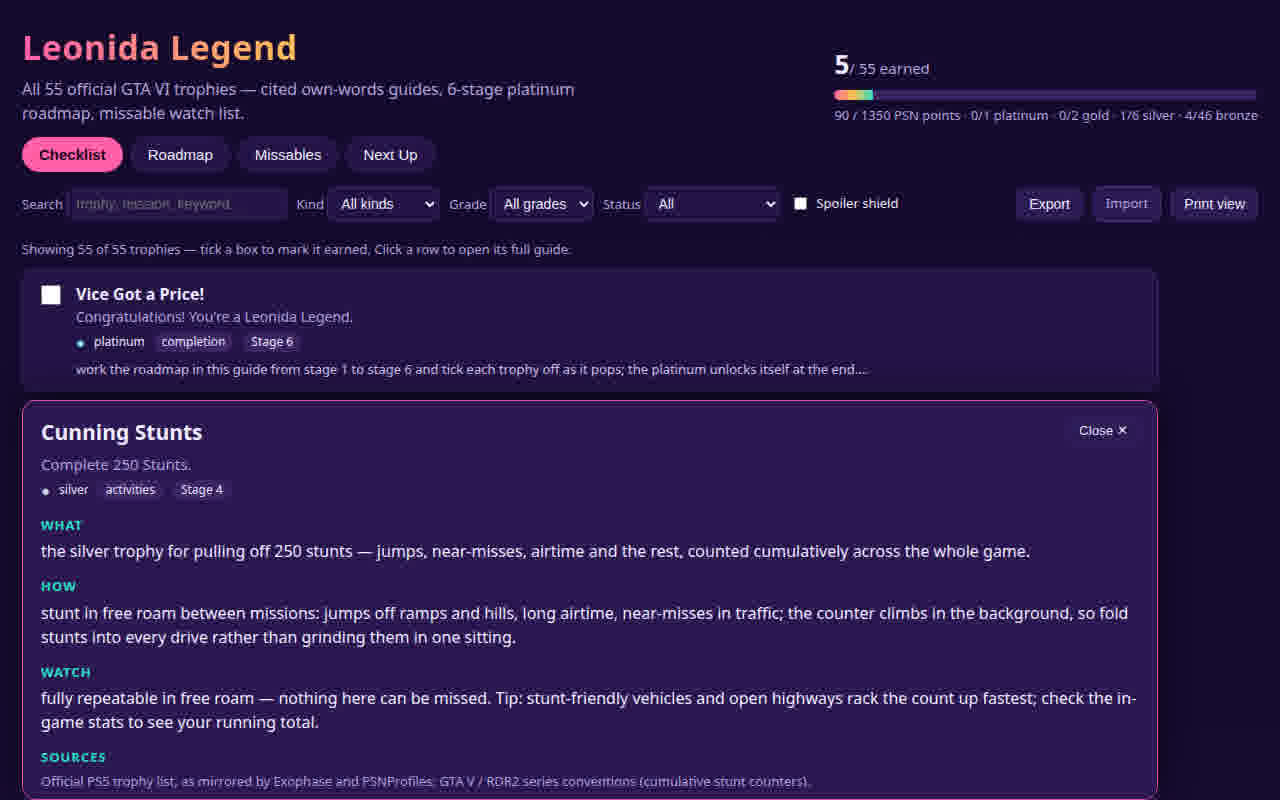 Leonida Legend
All 55 official GTA VI trophies — cited own-words guides, 6-stage platinum
roadmap, missable watch list.
5/ 55 earned
90 / 1350 PSN points · 0/1 platinum · 0/2 gold · 1/6 silver · 4/46 bronze
Checklist Roadmap Missables Next Up
Search trophy, mission, keyword Kind All kinds Grade All grades Status All Spoiler shield Export Import Print view
Showing 55 of 55 trophies — tick a box to mark it earned. Click a row to open its full guide.
Vice Got a Price!
Congratulations! You're a Leonida Legend.
platinum completion Stage 6
work the roadmap in this guide from stage 1 to stage 6 and tick each trophy off as it pops; the platinum unlocks itself at the end…
Cunning Stunts
Close ✕
Complete 250 Stunts.
silver activities Stage 4
WHAT
the silver trophy for pulling off 250 stunts — jumps, near-misses, airtime and the rest, counted cumulatively across the whole game.
HOW
stunt in free roam between missions: jumps off ramps and hills, long airtime, near-misses in traffic; the counter climbs in the background, so fold
stunts into every drive rather than grinding them in one sitting.
WATCH
fully repeatable in free roam — nothing here can be missed. Tip: stunt-friendly vehicles and open highways rack the count up fastest; check the in-
game stats to see your running total.
SOURCES
Official PS5 trophy list, as mirrored by Exophase and PSNProfiles; GTA V / RDR2 series conventions (cumulative stunt counters).